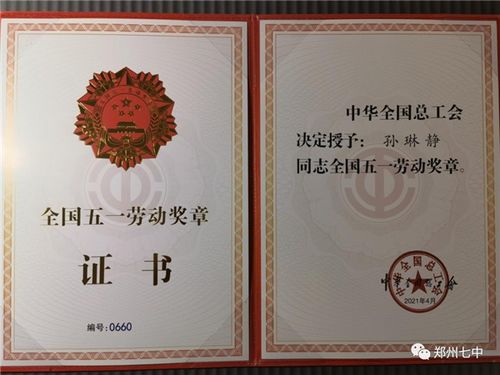 全国五一劳动奖章
证书
编号:0660
中华全国总工会
决定授予：孙琳静
同志全国五一劳动奖章。
中华全国总工会
2021年4月
郑州七中